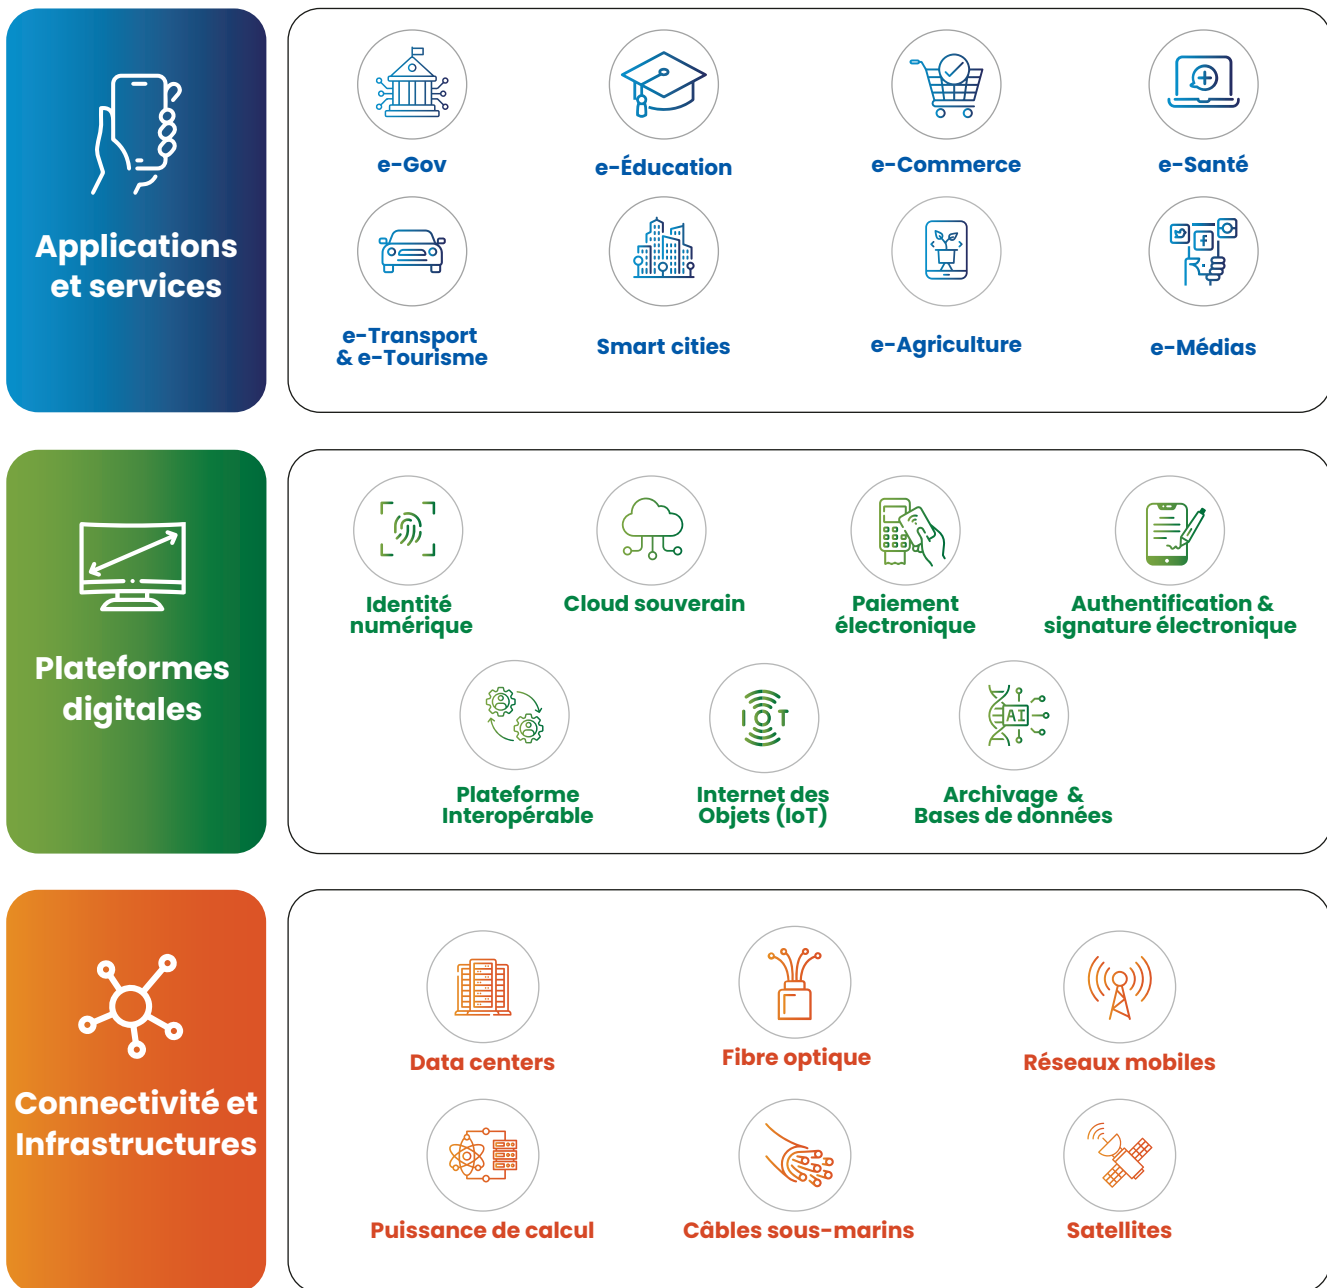 Applications
et services
e-Gov
e-Éducation
e-Commerce
e-Santé
e-Transport
& e-Tourisme
Smart cities
e-Agriculture
e-Médias
Plateformes
digitales
Identité
numérique
Cloud souverain
Paiement
électronique
Authentification &
signature électronique
Plateforme
Interopérable
IOT
Internet des
Objets (IoT)
AI
Archivage &
Bases de données
Connectivité et
Infrastructures
Data centers
Fibre optique
Réseaux mobiles
Puissance de calcul
Câbles sous-marins
Satellites